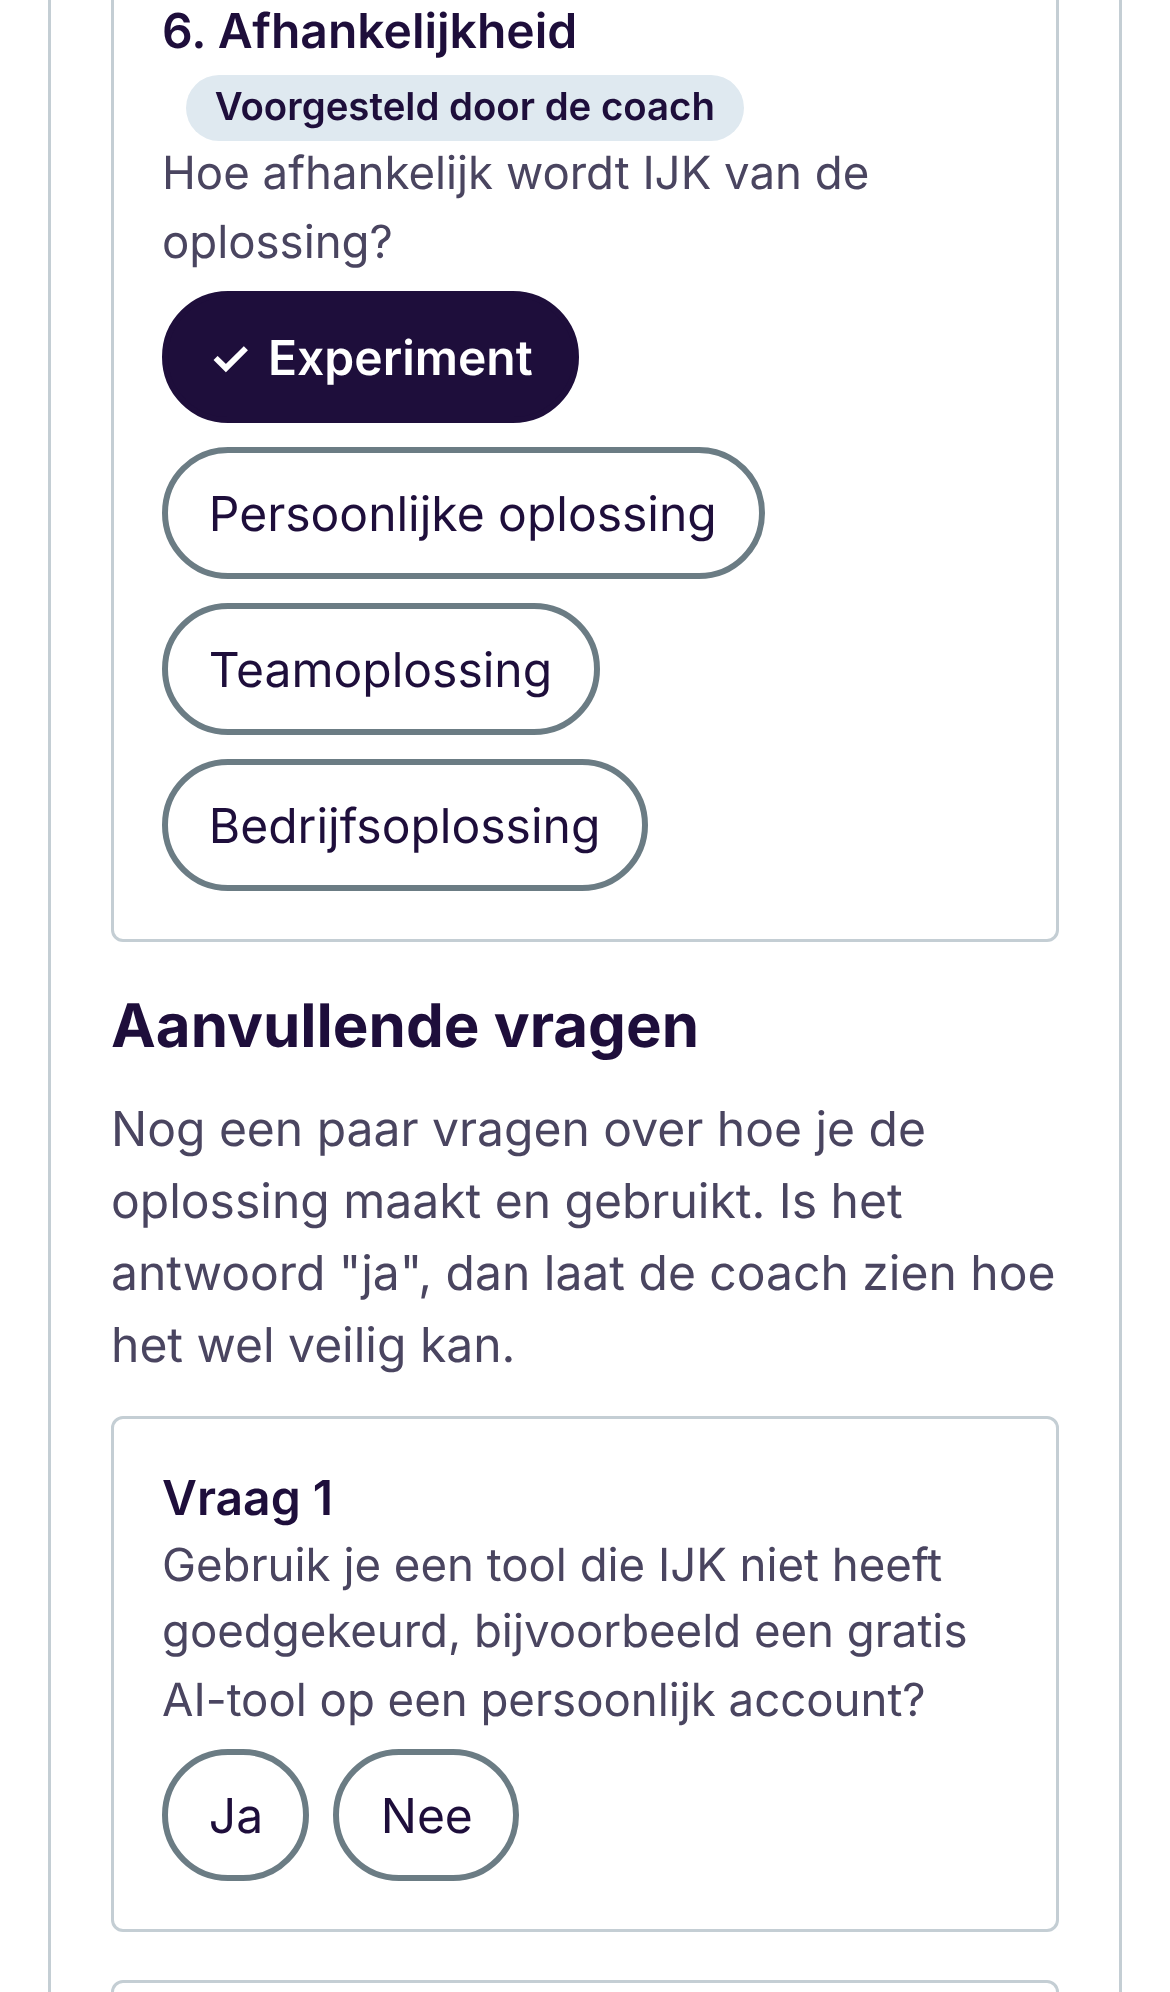 6. Afhankelijkheid
Voorgesteld door de coach
Hoe afhankelijk wordt IJK van de
oplossing?
✓ Experiment
Persoonlijke oplossing
Teamoplossing
Bedrijfsoplossing
Aanvullende vragen
Nog een paar vragen over hoe je de
oplossing maakt en gebruikt. Is het
antwoord "ja", dan laat de coach zien hoe
het wel veilig kan.
Vraag 1
Gebruik je een tool die IJK niet heeft
goedgekeurd, bijvoorbeeld een gratis
AI-tool op een persoonlijk account?
Ja
Nee